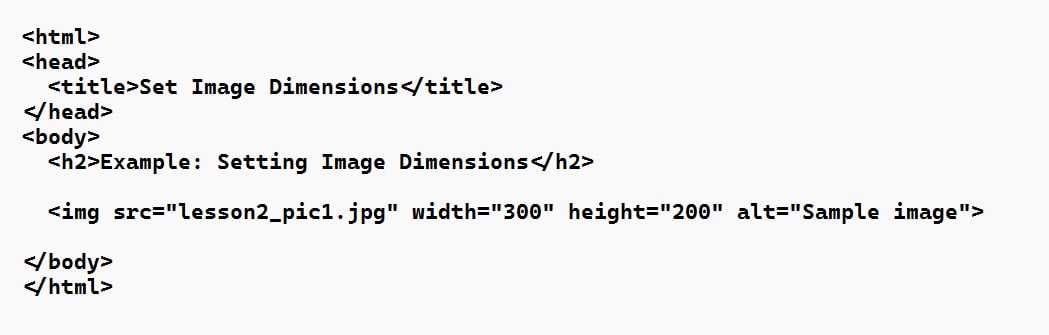 <html>
<head>
  <title>Set Image Dimensions</title>
</head>
<body>
  <h2>Example: Setting Image Dimensions</h2>
  <img src="lesson2_pic1.jpg" width="300" height="200" alt="Sample image">
</body>
</html>